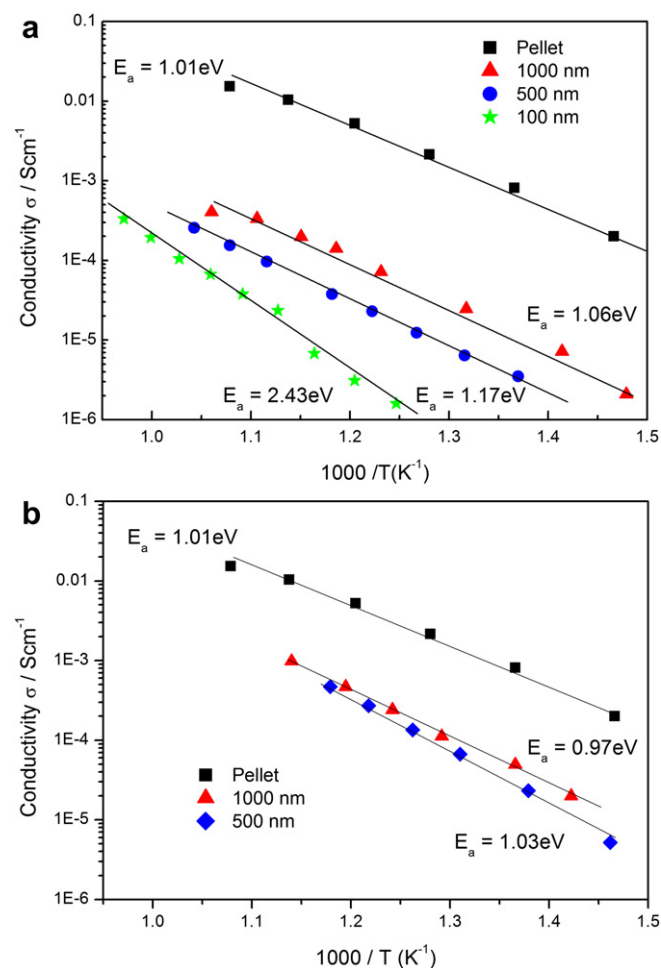 a
0.1
0.01
1E-3
1E-4
1E-5
1E-6
Conductivity σ / Scm⁻¹
Eₐ = 1.01eV
Pellet
1000 nm
500 nm
100 nm
Eₐ = 1.06eV
Eₐ = 2.43eV
Eₐ = 1.17eV
1.0 1.1 1.2 1.3 1.4 1.5
1000 /T(K⁻¹)
b
0.1
0.01
1E-3
1E-4
1E-5
1E-6
Conductivity σ / Scm⁻¹
Eₐ = 1.01eV
Eₐ = 0.97eV
Pellet
1000 nm
500 nm
Eₐ = 1.03eV
1.0 1.1 1.2 1.3 1.4 1.5
1000 / T (K⁻¹)